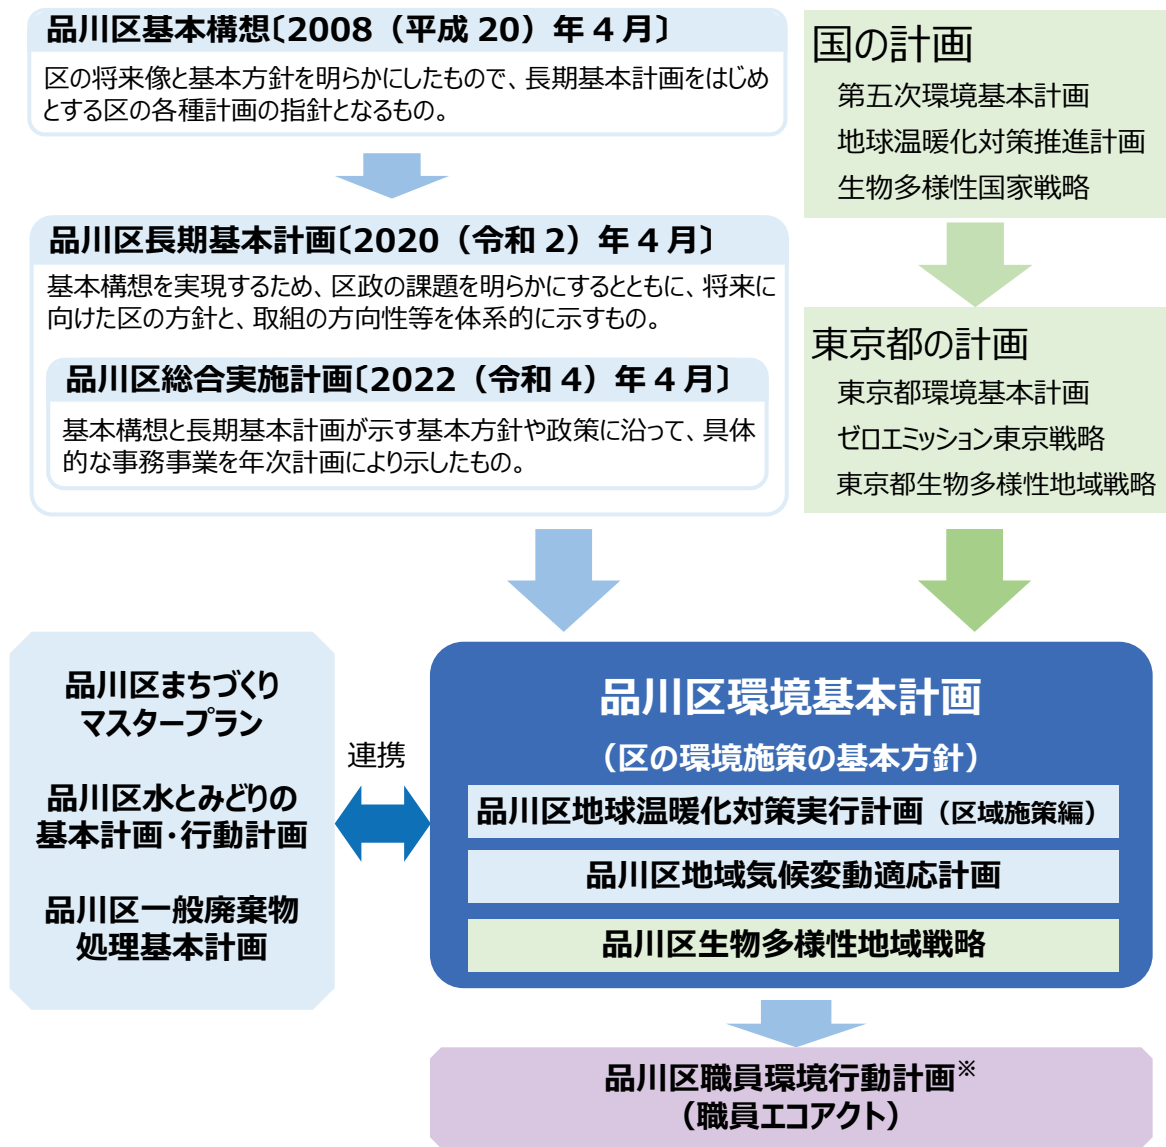 品川区基本構想〔2008（平成 20）年 4 月〕
区の将来像と基本方針を明らかにしたもので、長期基本計画をはじめ
とする区の各種計画の指針となるもの。
品川区長期基本計画〔2020（令和 2）年 4 月〕
基本構想を実現するため、区政の課題を明らかにするとともに、将来に
向けた区の方針と、取組の方向性等を体系的に示すもの。
品川区総合実施計画〔2022（令和 4）年 4 月〕
基本構想と長期基本計画が示す基本方針や政策に沿って、具体
的な事務事業を年次計画により示したもの。
国の計画
第五次環境基本計画
地球温暖化対策推進計画
生物多様性国家戦略
東京都の計画
東京都環境基本計画
ゼロエミッション東京戦略
東京都生物多様性地域戦略
品川区まちづくり
マスタープラン
品川区水とみどりの
基本計画・行動計画
品川区一般廃棄物
処理基本計画
連携
品川区環境基本計画
（区の環境施策の基本方針）
品川区地球温暖化対策実行計画（区域施策編）
品川区地域気候変動適応計画
品川区生物多様性地域戦略
品川区職員環境行動計画※
（職員エコアクト）